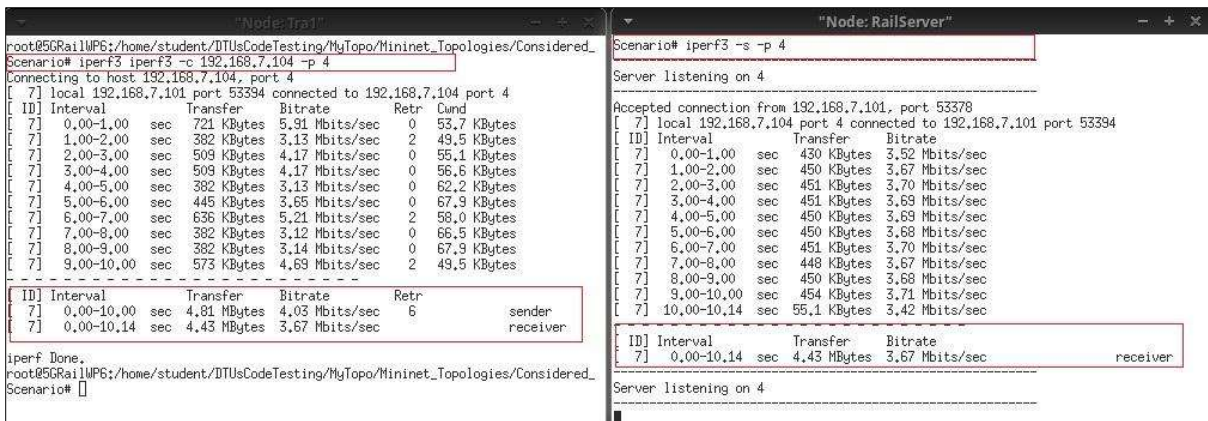 "Node: Tra1"
root@5GRailWP6:/home/student/DTUsCodeTesting/MyTopo/Mininet_Topologies/Considered_
Scenario# iperf3 iperf3 -c 192.168.7.104 -p 4
Connecting to host 192.168.7.104, port 4
[ 7] local 192.168.7.101 port 53394 connected to 192.168.7.104 port 4
[ ID] Interval Transfer Bitrate Retr Cwnd
[ 7] 0.00-1.00 sec 721 KBytes 5.91 Mbits/sec 0 53.7 KBytes
[ 7] 1.00-2.00 sec 382 KBytes 3.13 Mbits/sec 2 49.5 KBytes
[ 7] 2.00-3.00 sec 509 KBytes 4.17 Mbits/sec 0 55.1 KBytes
[ 7] 3.00-4.00 sec 509 KBytes 4.17 Mbits/sec 0 56.6 KBytes
[ 7] 4.00-5.00 sec 382 KBytes 3.13 Mbits/sec 0 62.2 KBytes
[ 7] 5.00-6.00 sec 445 KBytes 3.65 Mbits/sec 0 67.9 KBytes
[ 7] 6.00-7.00 sec 636 KBytes 5.21 Mbits/sec 2 58.0 KBytes
[ 7] 7.00-8.00 sec 382 KBytes 3.12 Mbits/sec 0 66.5 KBytes
[ 7] 8.00-9.00 sec 382 KBytes 3.14 Mbits/sec 0 67.9 KBytes
[ 7] 9.00-10.00 sec 573 KBytes 4.69 Mbits/sec 2 49.5 KBytes
- - - - - - - - - - - - - - - - - - - - - - - - -
[ ID] Interval Transfer Bitrate Retr
[ 7] 0.00-10.00 sec 4.81 MBytes 4.03 Mbits/sec 6 sender
[ 7] 0.00-10.14 sec 4.43 MBytes 3.67 Mbits/sec receiver
iperf Done.
root@5GRailWP6:/home/student/DTUsCodeTesting/MyTopo/Mininet_Topologies/Considered_
Scenario#
"Node: RailServer"
Scenario# iperf3 -s -p 4
-----------------------------------------------------------
Server listening on 4
-----------------------------------------------------------
Accepted connection from 192.168.7.101, port 53378
[ 7] local 192.168.7.104 port 4 connected to 192.168.7.101 port 53394
[ ID] Interval Transfer Bitrate
[ 7] 0.00-1.00 sec 430 KBytes 3.52 Mbits/sec
[ 7] 1.00-2.00 sec 450 KBytes 3.67 Mbits/sec
[ 7] 2.00-3.00 sec 451 KBytes 3.70 Mbits/sec
[ 7] 3.00-4.00 sec 451 KBytes 3.69 Mbits/sec
[ 7] 4.00-5.00 sec 450 KBytes 3.69 Mbits/sec
[ 7] 5.00-6.00 sec 450 KBytes 3.68 Mbits/sec
[ 7] 6.00-7.00 sec 451 KBytes 3.70 Mbits/sec
[ 7] 7.00-8.00 sec 448 KBytes 3.67 Mbits/sec
[ 7] 8.00-9.00 sec 450 KBytes 3.68 Mbits/sec
[ 7] 9.00-10.00 sec 454 KBytes 3.71 Mbits/sec
[ 7] 10.00-10.14 sec 55.1 KBytes 3.42 Mbits/sec
- - - - - - - - - - - - - - - - - - - - - - - - -
[ ID] Interval Transfer Bitrate
[ 7] 0.00-10.14 sec 4.43 MBytes 3.67 Mbits/sec receiver
-----------------------------------------------------------
Server listening on 4
-----------------------------------------------------------